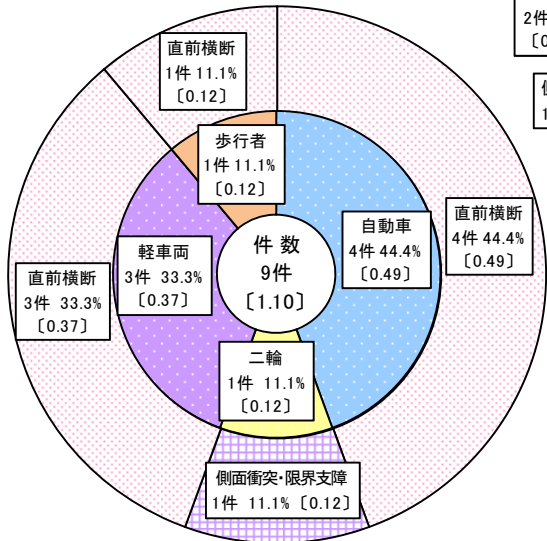 直前横断
1件 11.1%
〔0.12〕
歩行者
1件 11.1%
〔0.12〕
自動車
4件 44.4%
〔0.49〕
直前横断
4件 44.4%
〔0.49〕
件 数
9件
〔1.10〕
軽車両
3件 33.3%
〔0.37〕
直前横断
3件 33.3%
〔0.37〕
二輪
1件 11.1%
〔0.12〕
側面衝突・限界支障
1件 11.1% 〔0.12〕
2件
〔0
1